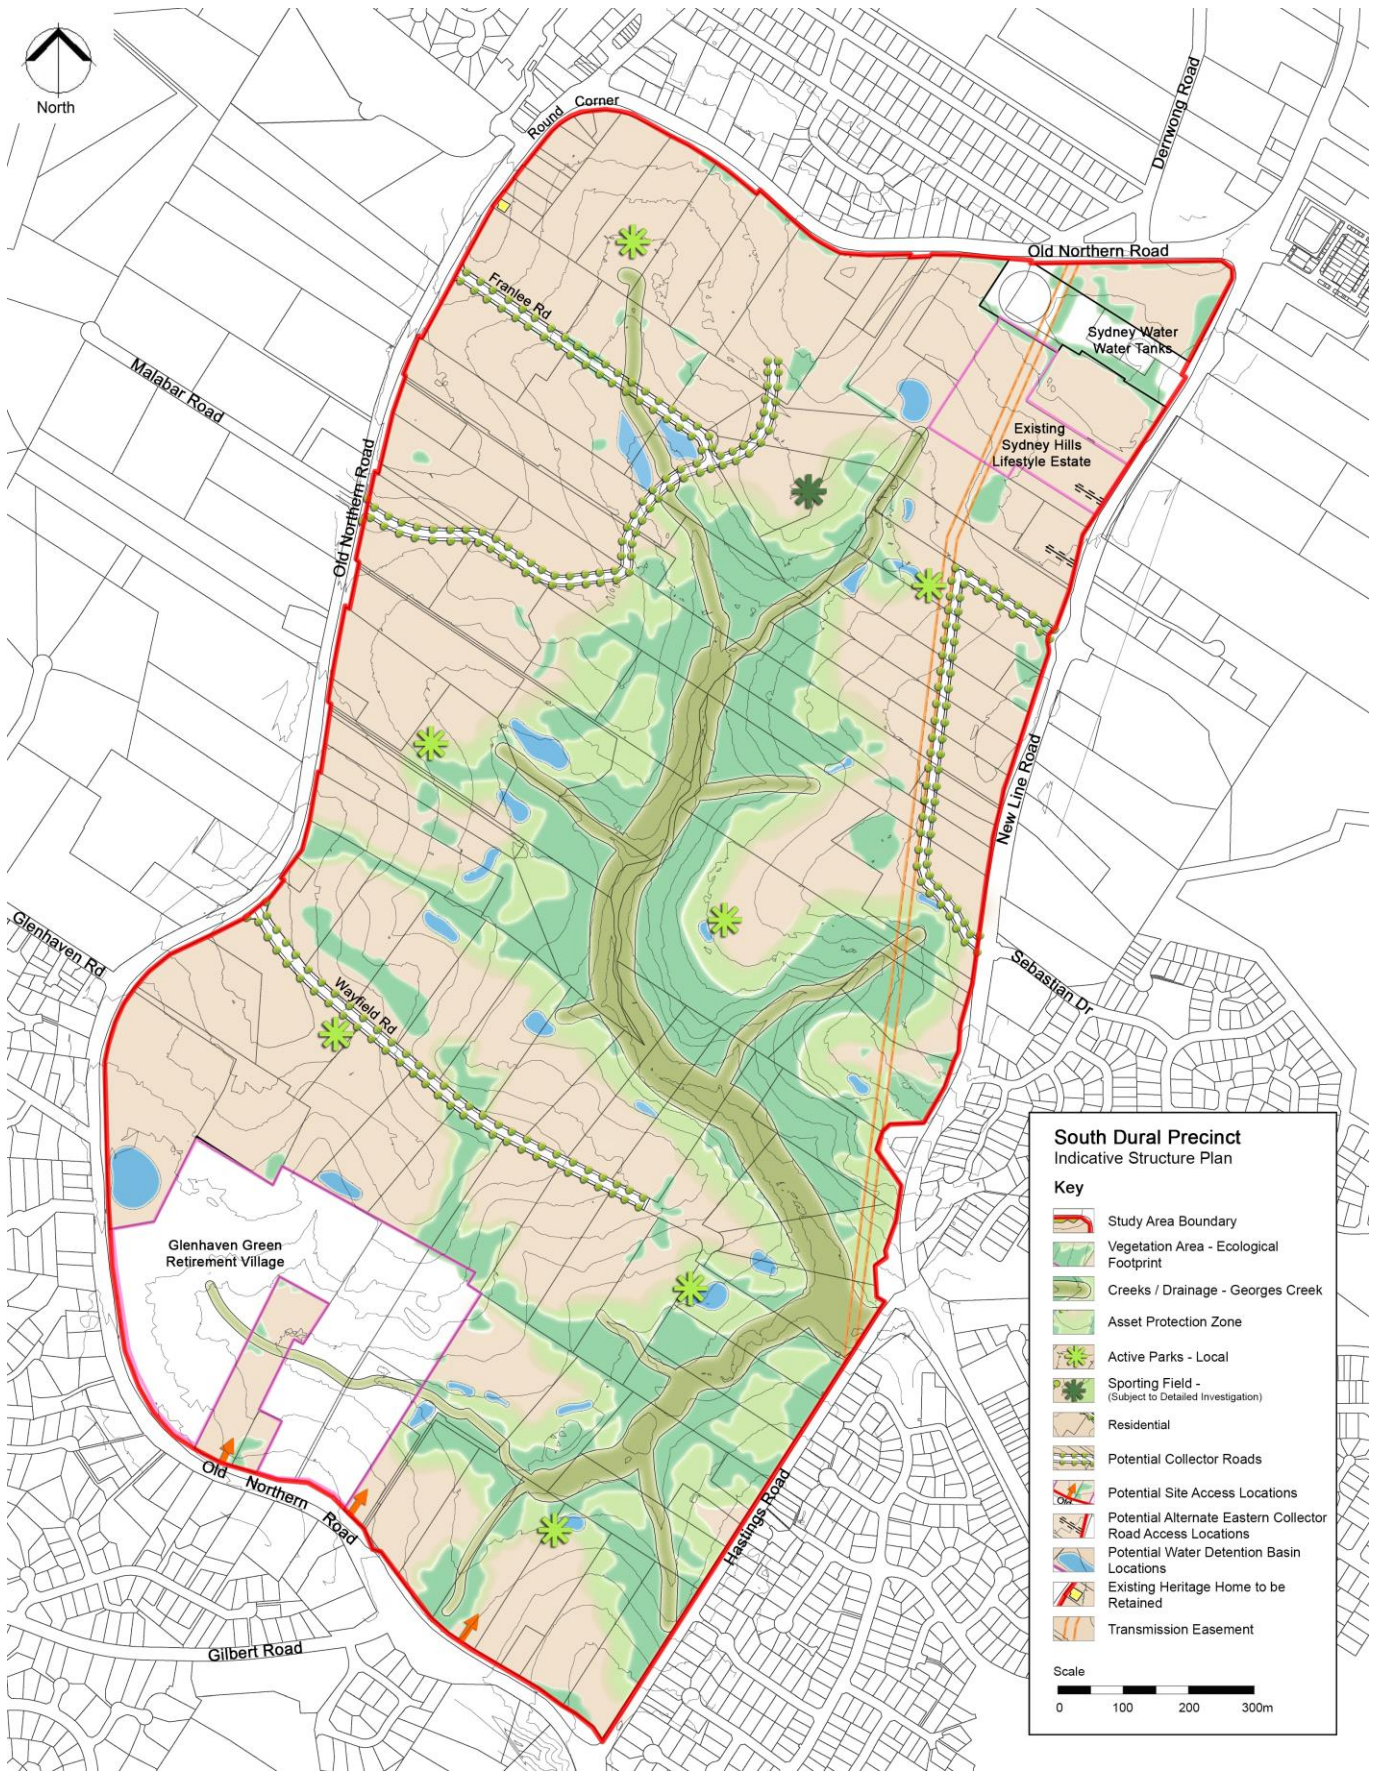 North
Round Corner
Derrwong Road
Old Northern Road
Franlee Rd
Sydney Water
Water Tanks
Malabar Road
Existing
Sydney Hills
Lifestyle Estate
Old Northern Road
New Line Road
Glenhaven Rd
Sebastian Dr
Wayfield Rd
Glenhaven Green
Retirement Village
Old Northern Road
Hastings Road
Gilbert Road
South Dural Precinct
Indicative Structure Plan
Key
Study Area Boundary
Vegetation Area - Ecological
Footprint
Creeks / Drainage - Georges Creek
Asset Protection Zone
Active Parks - Local
Sporting Field -
(Subject to Detailed Investigation)
Residential
Potential Collector Roads
Old
Potential Site Access Locations
Potential Alternate Eastern Collector
Road Access Locations
Potential Water Detention Basin
Locations
Existing Heritage Home to be
Retained
Transmission Easement
Scale
0 100 200 300m